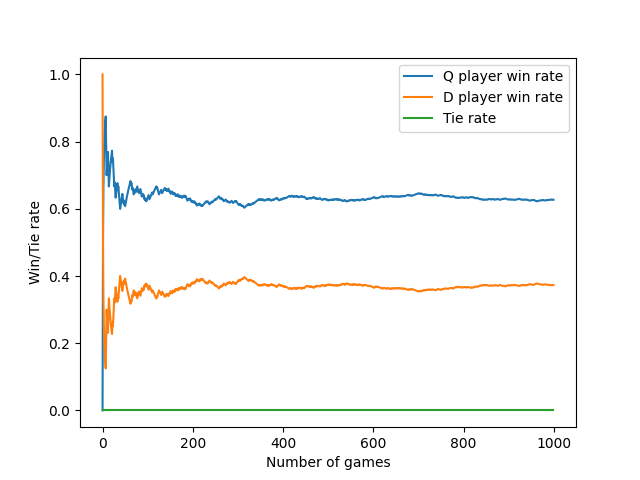 Q player win rate
D player win rate
Tie rate
Win/Tie rate
1.0
0.8
0.6
0.4
0.2
0.0
0 200 400 600 800 1000
Number of games